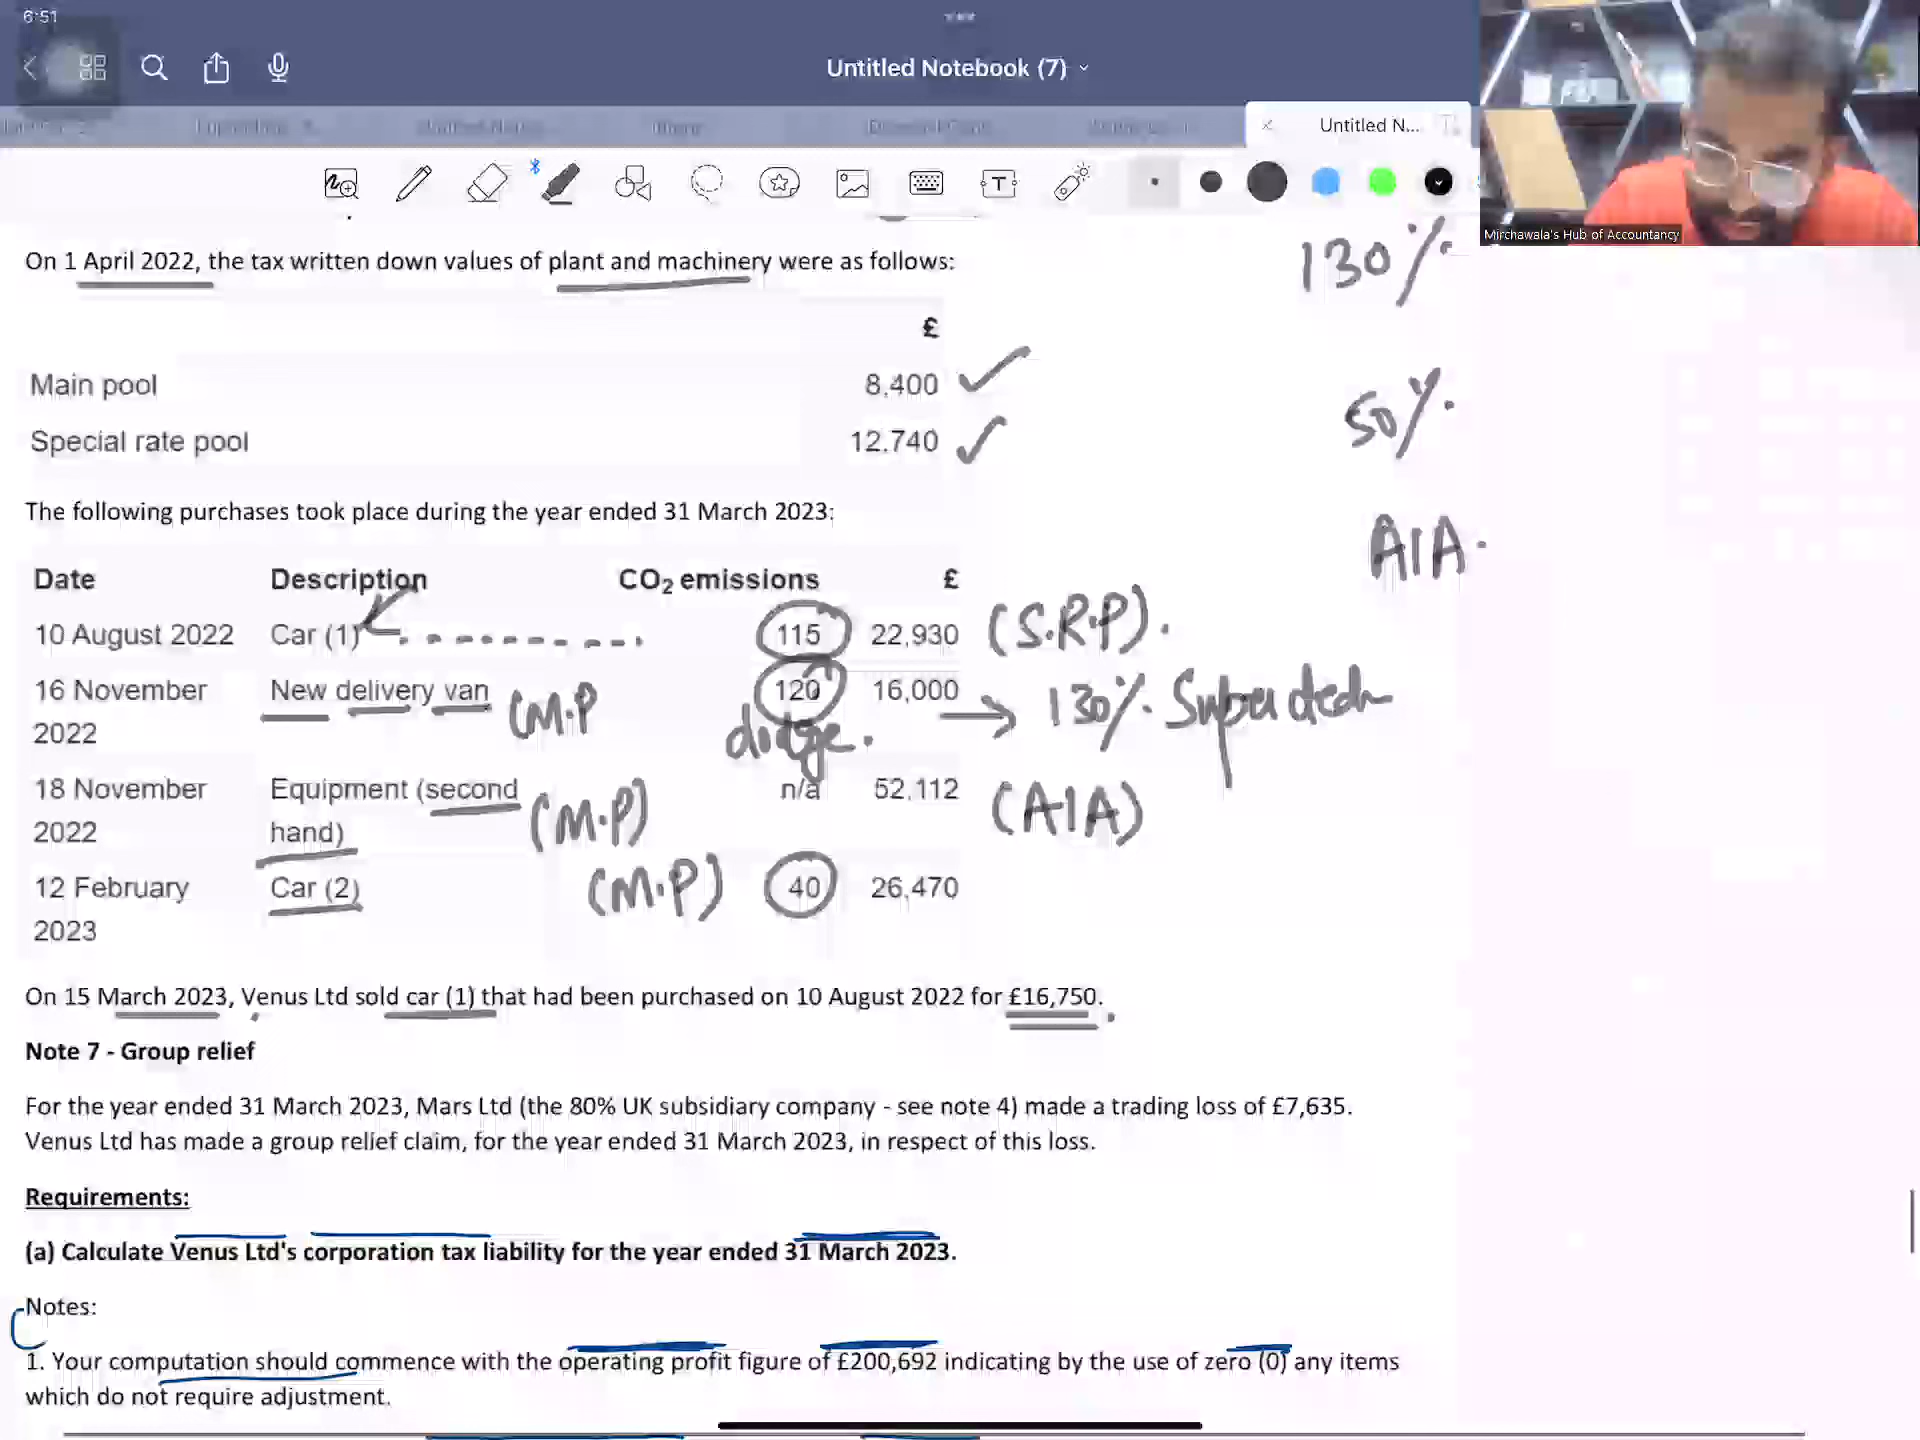 6:51
Untitled Notebook (7)
Untitled N...
Mirchawala's Hub of Accountancy
130%.
On 1 April 2022, the tax written down values of plant and machinery were as follows:
£
Main pool 8,400
50%.
Special rate pool 12,740
The following purchases took place during the year ended 31 March 2023:
AIA.
Date Description CO2 emissions £
10 August 2022 Car (1) 115 22,930 (S.R.P).
16 November 2022 New delivery van (M.P 120 16,000 → 130%.
dodge.
18 November 2022 Equipment (second hand) (M.P) n/a 52,112 (AIA)
12 February 2023 Car (2) (M.P) 40 26,470
On 15 March 2023, Venus Ltd sold car (1) that had been purchased on 10 August 2022 for £16,750.
Note 7 - Group relief
For the year ended 31 March 2023, Mars Ltd (the 80% UK subsidiary company - see note 4) made a trading loss of £7,635.
Venus Ltd has made a group relief claim, for the year ended 31 March 2023, in respect of this loss.
Requirements:
(a) Calculate Venus Ltd's corporation tax liability for the year ended 31 March 2023.
Notes:
1. Your computation should commence with the operating profit figure of £200,692 indicating by the use of zero (0) any items
which do not require adjustment.